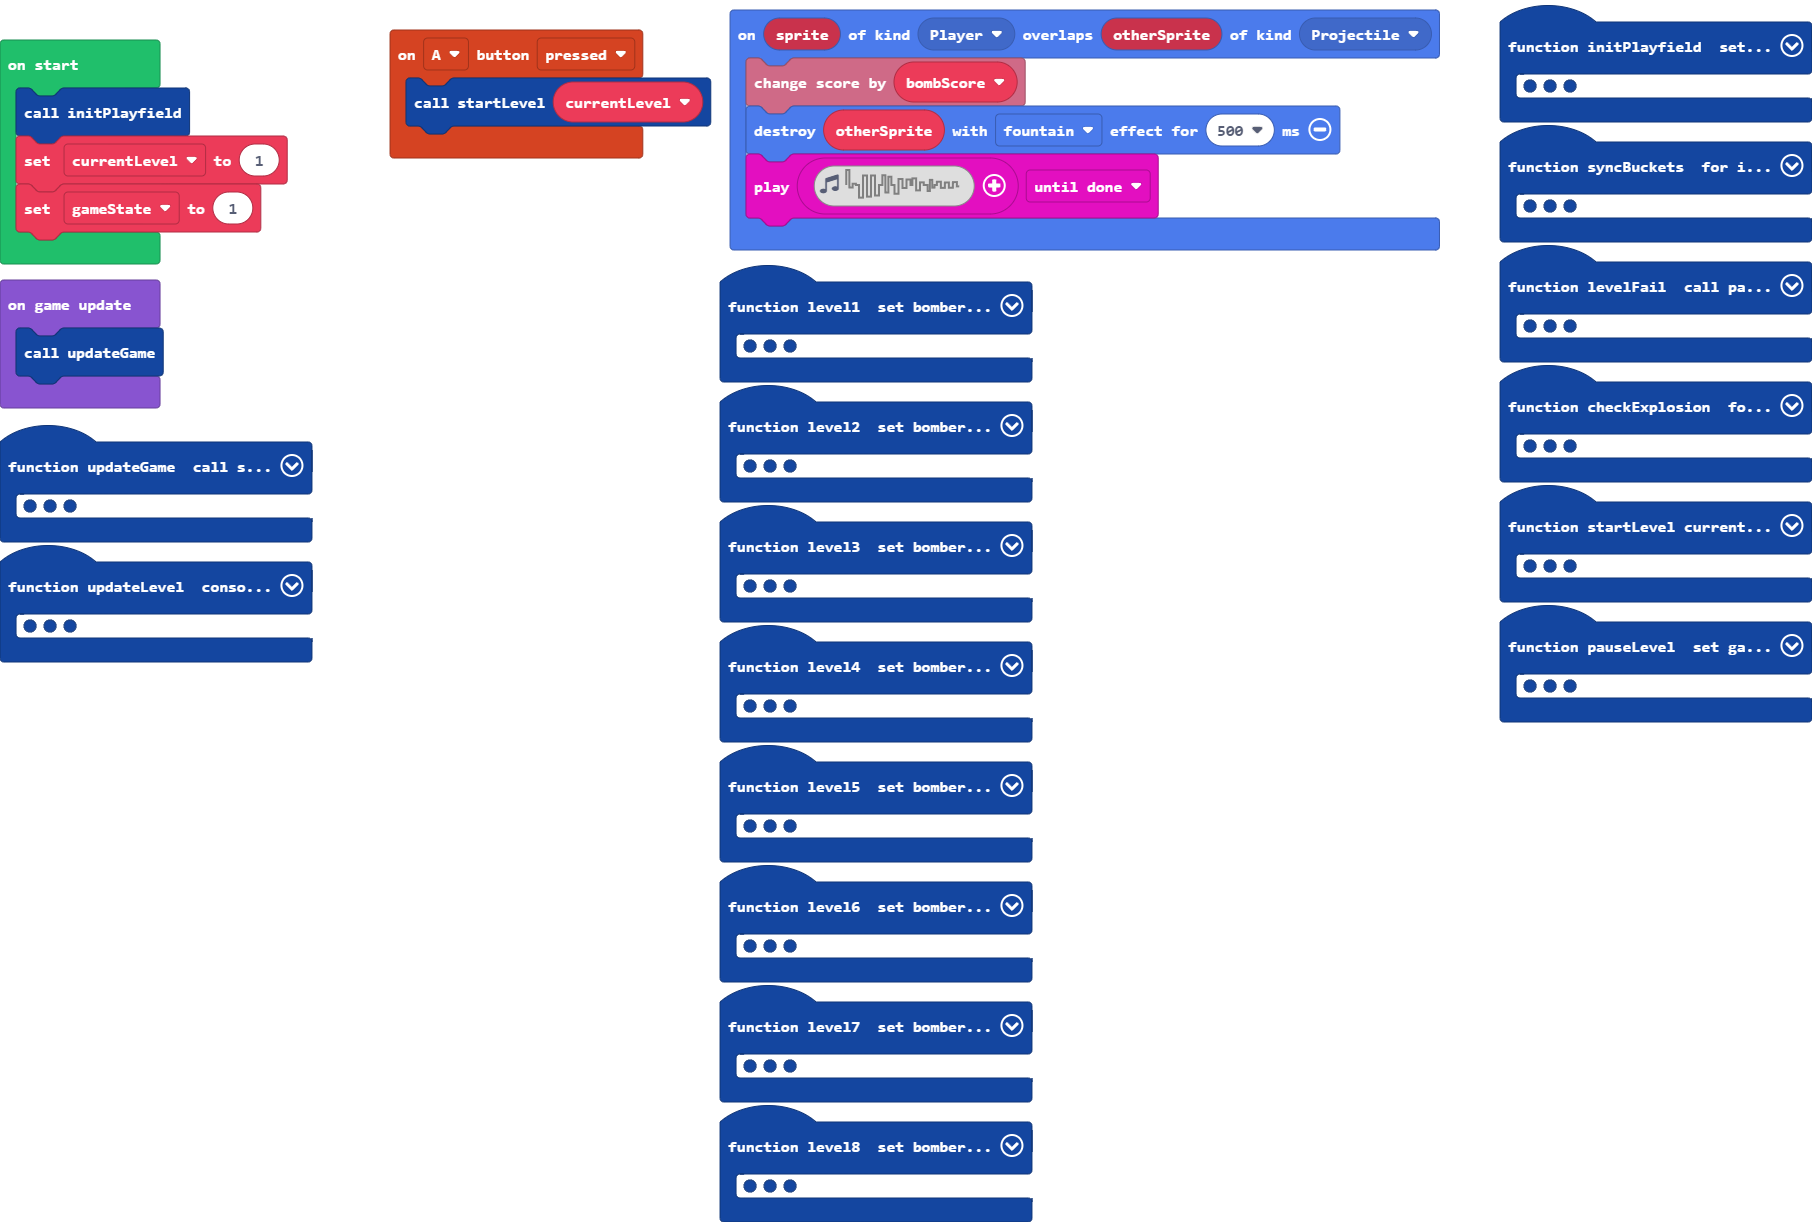 on start
call initPlayfield
set currentLevel to 1
set gameState to 1
on game update
call updateGame
function updateGame call s...
function updateLevel conso...
on A button pressed
call startLevel currentLevel
on sprite of kind Player overlaps otherSprite of kind Projectile
change score by bombScore
destroy otherSprite with fountain effect for 500 ms
play until done
function level1 set bomber...
function level2 set bomber...
function level3 set bomber...
function level4 set bomber...
function level5 set bomber...
function level6 set bomber...
function level7 set bomber...
function level8 set bomber...
function initPlayfield set...
function syncBuckets for i...
function levelFail call pa...
function checkExplosion fo...
function startLevel current...
function pauseLevel set ga...